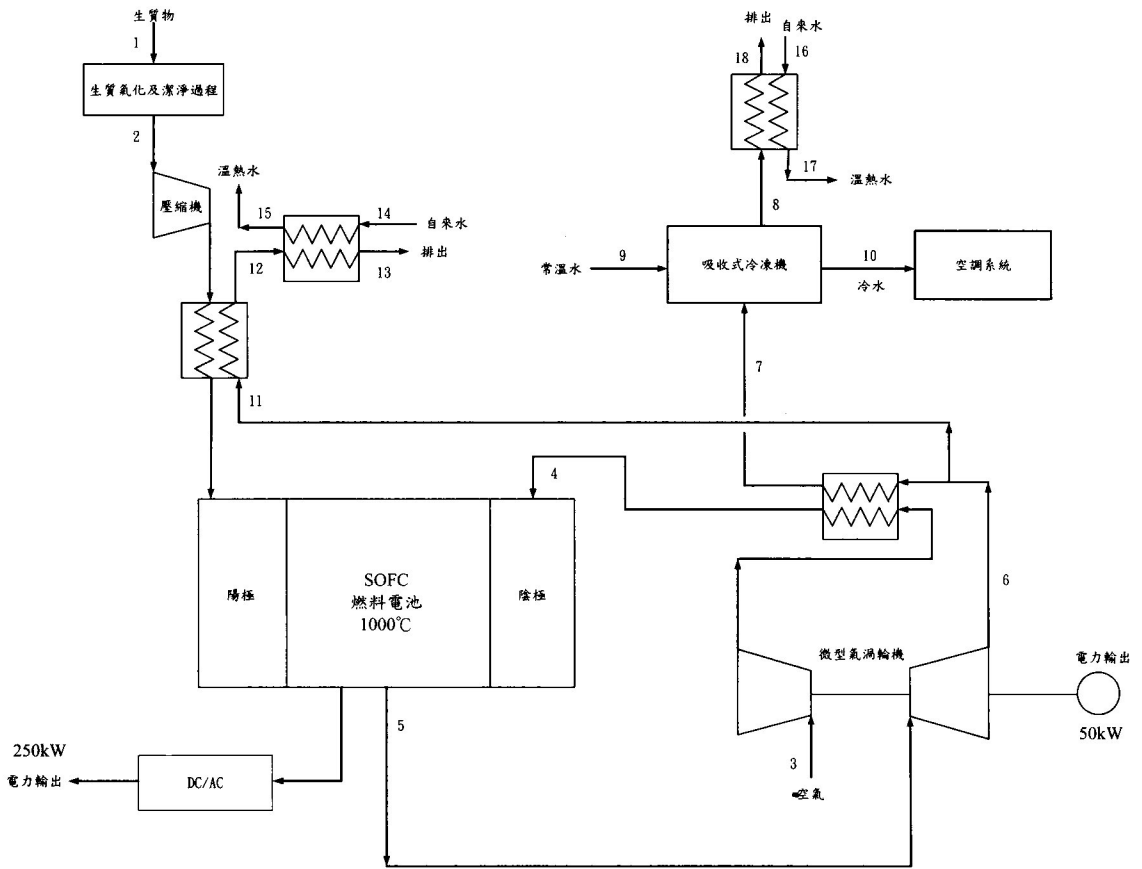 生質物
1
生質氣化及潔淨過程
2
壓縮機
溫熱水
15
14
自來水
12
13
排出
11
排出
自來水
18
16
17
溫熱水
8
常溫水
9
吸收式冷凍機
10
冷水
空調系統
7
4
陽極
SOFC
燃料電池
1000℃
陰極
6
微型氣渦輪機
電力輸出
50kW
5
3
空氣
250kW
電力輸出
DC/AC